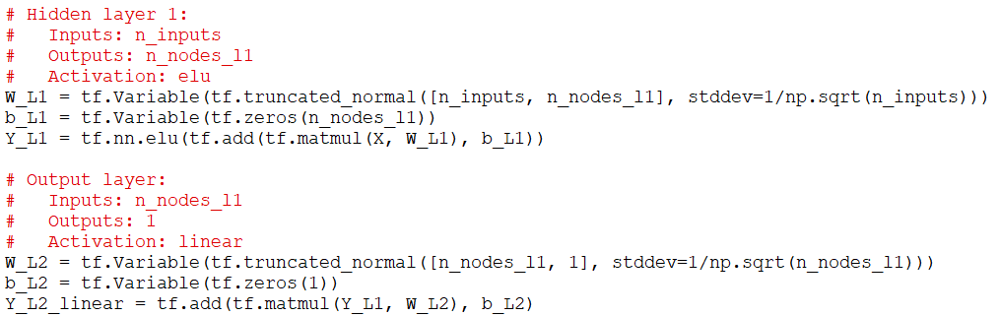 # Hidden layer 1:
#   Inputs: n_inputs
#   Outputs: n_nodes_l1
#   Activation: elu
W_L1 = tf.Variable(tf.truncated_normal([n_inputs, n_nodes_l1], stddev=1/np.sqrt(n_inputs)))
b_L1 = tf.Variable(tf.zeros(n_nodes_l1))
Y_L1 = tf.nn.elu(tf.add(tf.matmul(X, W_L1), b_L1))

# Output layer:
#   Inputs: n_nodes_l1
#   Outputs: 1
#   Activation: linear
W_L2 = tf.Variable(tf.truncated_normal([n_nodes_l1, 1], stddev=1/np.sqrt(n_nodes_l1)))
b_L2 = tf.Variable(tf.zeros(1))
Y_L2_linear = tf.add(tf.matmul(Y_L1, W_L2), b_L2)